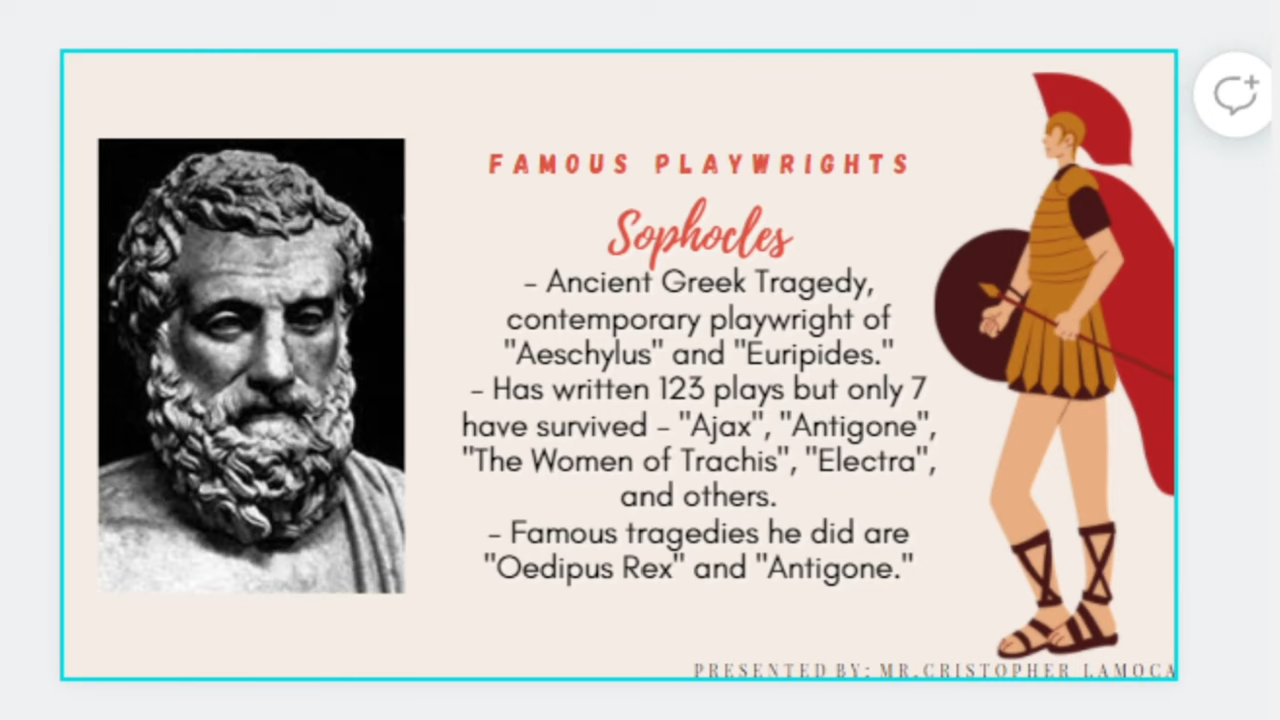 FAMOUS PLAYWRIGHTS
Sophocles
- Ancient Greek Tragedy,
contemporary playwright of
"Aeschylus" and "Euripides."
- Has written 123 plays but only 7
have survived - "Ajax", "Antigone",
"The Women of Trachis", "Electra",
and others.
- Famous tragedies he did are
"Oedipus Rex" and "Antigone."
PRESENTED BY: MR.CRISTOPHER LAMOCA